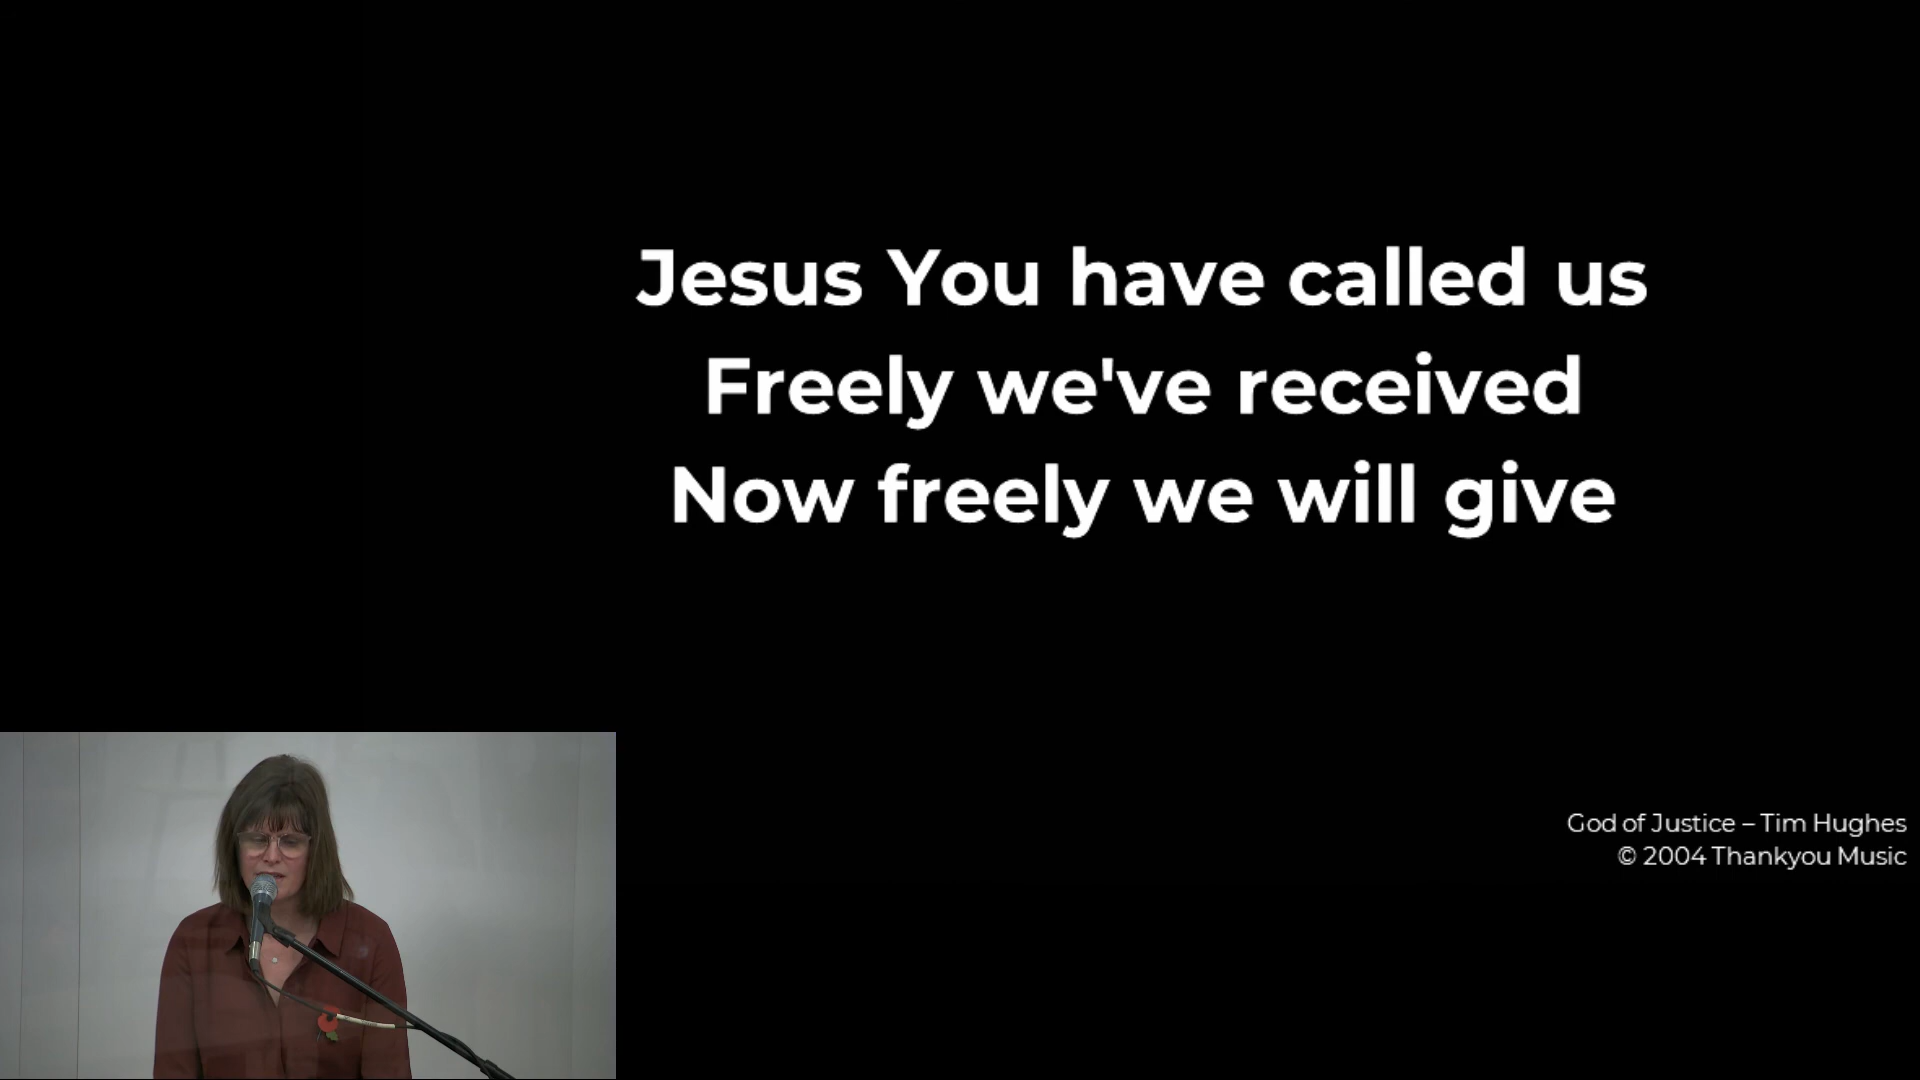 Jesus You have called us
Freely we've received
Now freely we will give
God of Justice – Tim Hughes
© 2004 Thankyou Music